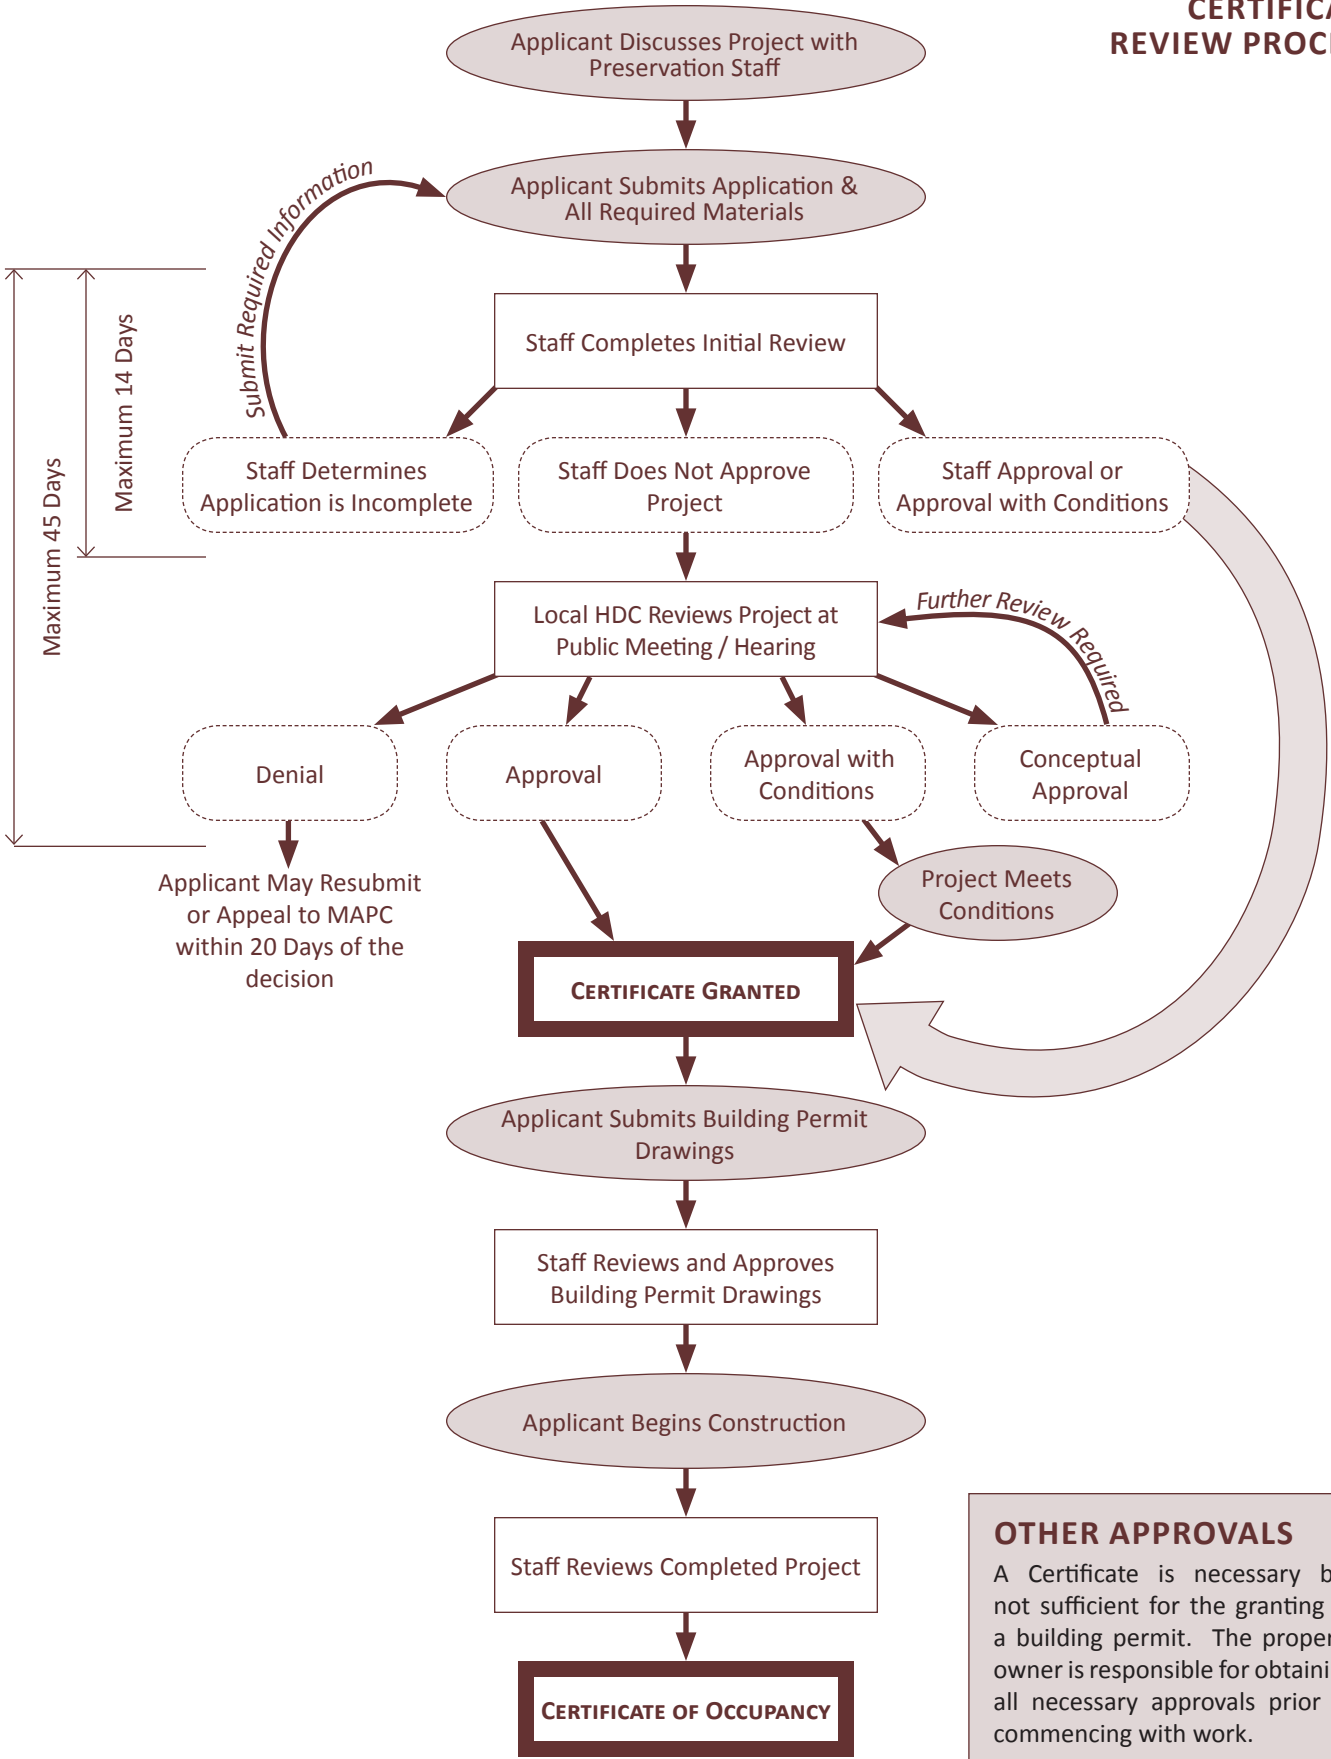 CERTIFICA
REVIEW PROC
Applicant Discusses Project with
Preservation Staff
Applicant Submits Application &
All Required Materials
Submit Required Information
Staff Completes Initial Review
Maximum 14 Days
Maximum 45 Days
Staff Determines
Application is Incomplete
Staff Does Not Approve
Project
Staff Approval or
Approval with Conditions
Local HDC Reviews Project at
Public Meeting / Hearing
Further Review Required
Denial
Approval
Approval with
Conditions
Conceptual
Approval
Applicant May Resubmit
or Appeal to MAPC
within 20 Days of the
decision
Project Meets
Conditions
CERTIFICATE GRANTED
Applicant Submits Building Permit
Drawings
Staff Reviews and Approves
Building Permit Drawings
Applicant Begins Construction
Staff Reviews Completed Project
CERTIFICATE OF OCCUPANCY
OTHER APPROVALS
A Certificate is necessary b
not sufficient for the granting
a building permit. The proper
owner is responsible for obtaini
all necessary approvals prior
commencing with work.